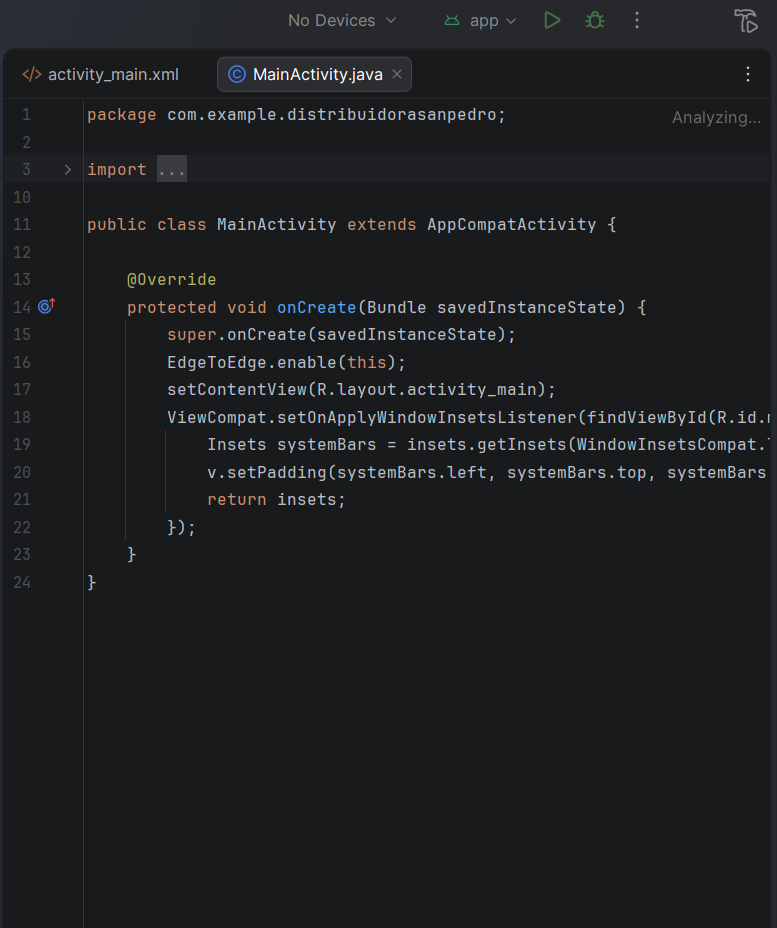 No Devices app
activity_main.xml MainActivity.java
1 package com.example.distribuidorasanpedro; Analyzing...
2
3 import ...
10
11 public class MainActivity extends AppCompatActivity {
12
13 @Override
14 protected void onCreate(Bundle savedInstanceState) {
15 super.onCreate(savedInstanceState);
16 EdgeToEdge.enable(this);
17 setContentView(R.layout.activity_main);
18 ViewCompat.setOnApplyWindowInsetsListener(findViewById(R.id.
19 Insets systemBars = insets.getInsets(WindowInsetsCompat.
20 v.setPadding(systemBars.left, systemBars.top, systemBars
21 return insets;
22 });
23 }
24 }